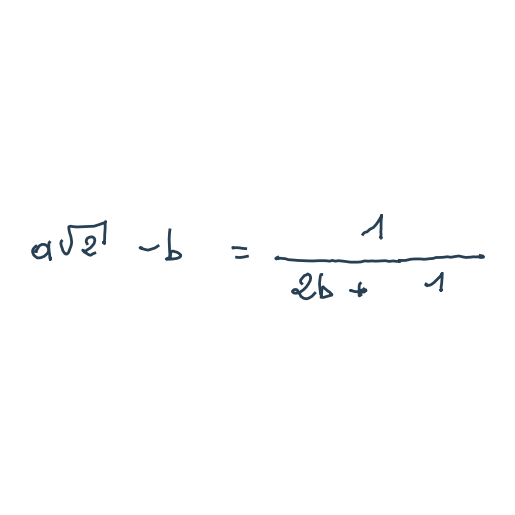 a√2 - b = 1 / (2b + 1)